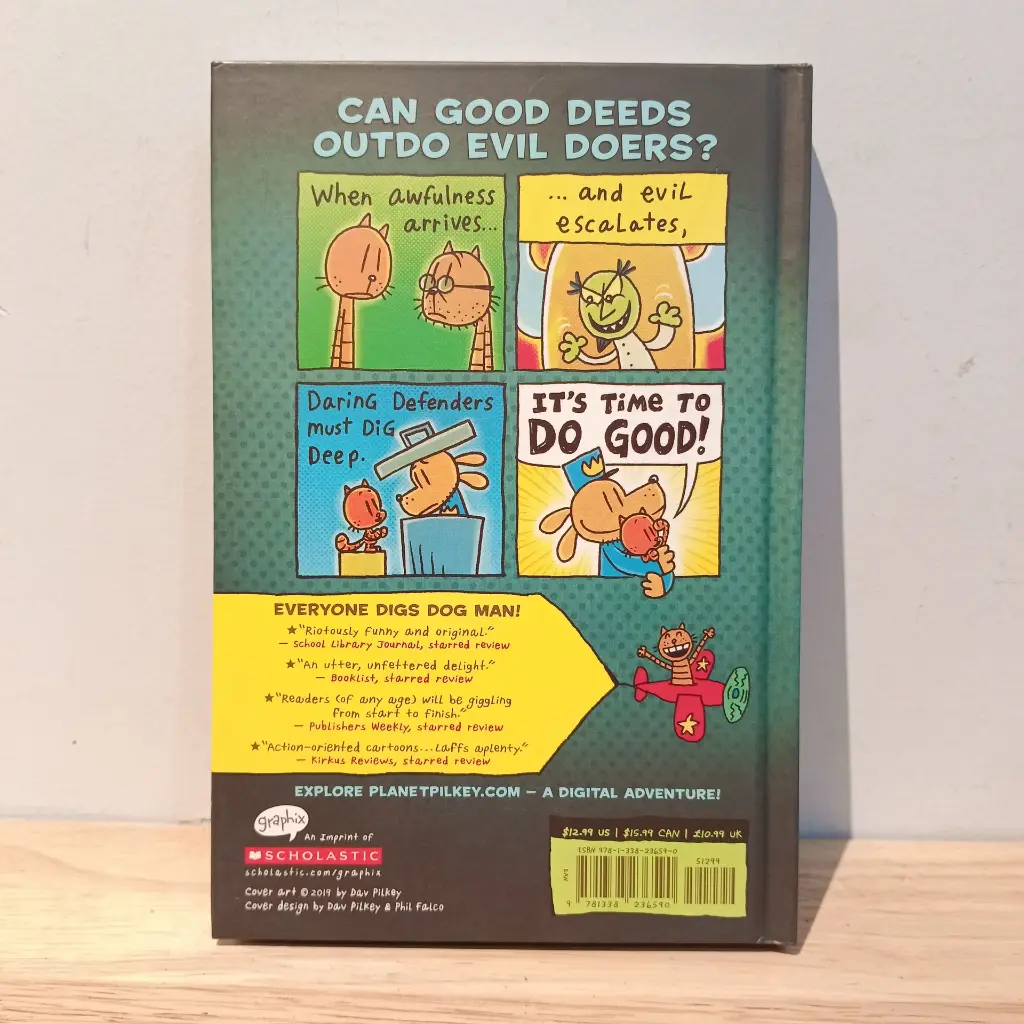 CAN GOOD DEEDS
OUTDO EVIL DOERS?
When awfulness
arrives...
... and evil
escalates,
Daring Defenders
must Dig
Deep.
IT'S TIME TO
DO GOOD!
EVERYONE DIGS DOG MAN!
★"Riotously funny and original."
— School Library Journal, starred review
★"An utter, unfettered delight."
— Booklist, starred review
★"Readers (of any age) will be giggling
from start to finish."
— Publishers Weekly, starred review
★"Action-oriented cartoons...Laffs aplenty."
— Kirkus Reviews, starred review
EXPLORE PLANETPILKEY.COM — A DIGITAL ADVENTURE!
graphix
An Imprint of
SCHOLASTIC
scholastic.com/graphix
Cover art © 2019 by Dav Pilkey
Cover design by Dav Pilkey & Phil Falco
$12.99 US | $15.99 CAN | £10.99 UK
ISBN 978-1-338-23659-0
51299
EAN
9 781338 236590